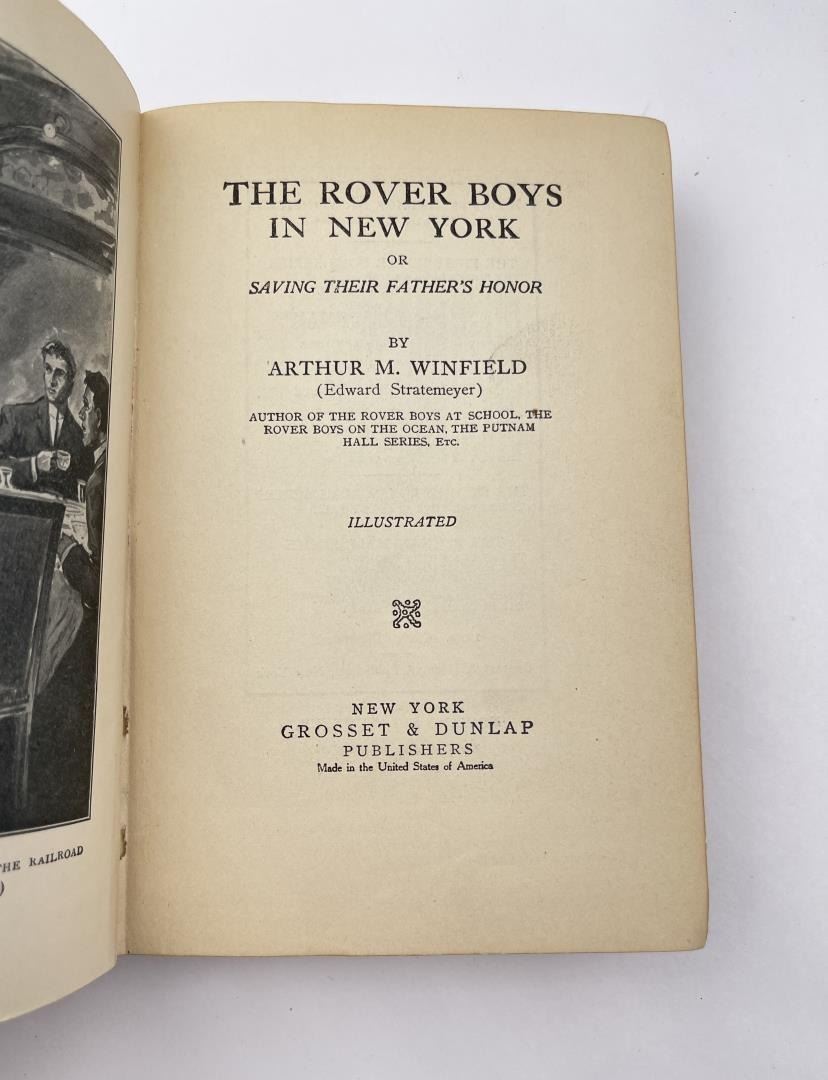 THE RAILROAD
)
THE ROVER BOYS
IN NEW YORK
OR
SAVING THEIR FATHER'S HONOR
BY
ARTHUR M. WINFIELD
(Edward Stratemeyer)
AUTHOR OF THE ROVER BOYS AT SCHOOL, THE
ROVER BOYS ON THE OCEAN, THE PUTNAM
HALL SERIES, ETC.
ILLUSTRATED
NEW YORK
GROSSET & DUNLAP
PUBLISHERS
Made in the United States of America